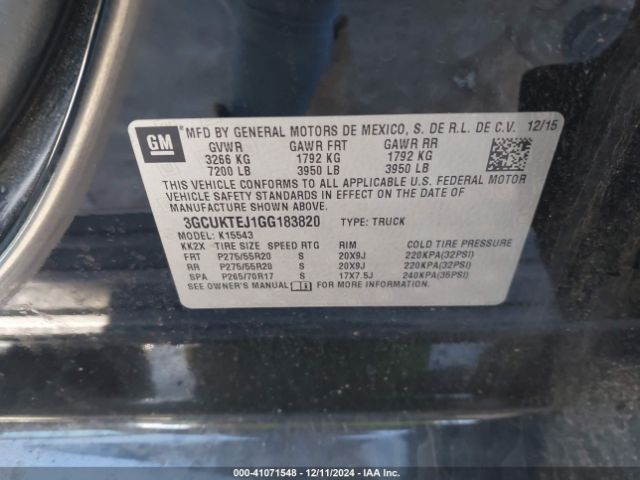 GM
MFD BY GENERAL MOTORS DE MEXICO, S. DE R.L. DE C.V. 12/15
GVWR GAWR FRT GAWR RR
3266 KG 1792 KG 1792 KG
7200 LB 3950 LB 3950 LB
THIS VEHICLE CONFORMS TO ALL APPLICABLE U.S. FEDERAL MOTOR
VEHICLE SAFETY STANDARDS IN EFFECT ON THE DATE OF
MANUFACTURE SHOWN ABOVE.
3GCUKTEJ1GG183820 TYPE: TRUCK
MODEL: K15543
KK2X TIRE SIZE SPEED RTG RIM COLD TIRE PRESSURE
FRT P275/55R20 S 20X9J 220KPA(32PSI)
RR P275/55R20 S 20X9J 220KPA(32PSI)
SPA P265/70R17 S 17X7.5J 240KPA(35PSI)
SEE OWNER'S MANUAL FOR MORE INFORMATION.
000-41071548 • 12/11/2024 • IAA Inc.